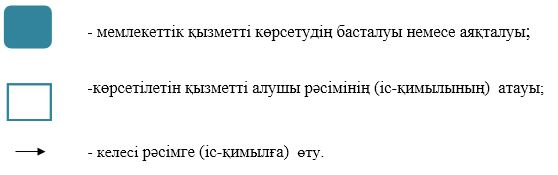 - мемлекеттік қызметті көрсетудің басталуы немесе аяқталуы;
-көрсетілетін қызметті алушы рәсімінің (іс-қимылының) атауы;
- келесі рәсімге (іс-қимылға) өту.